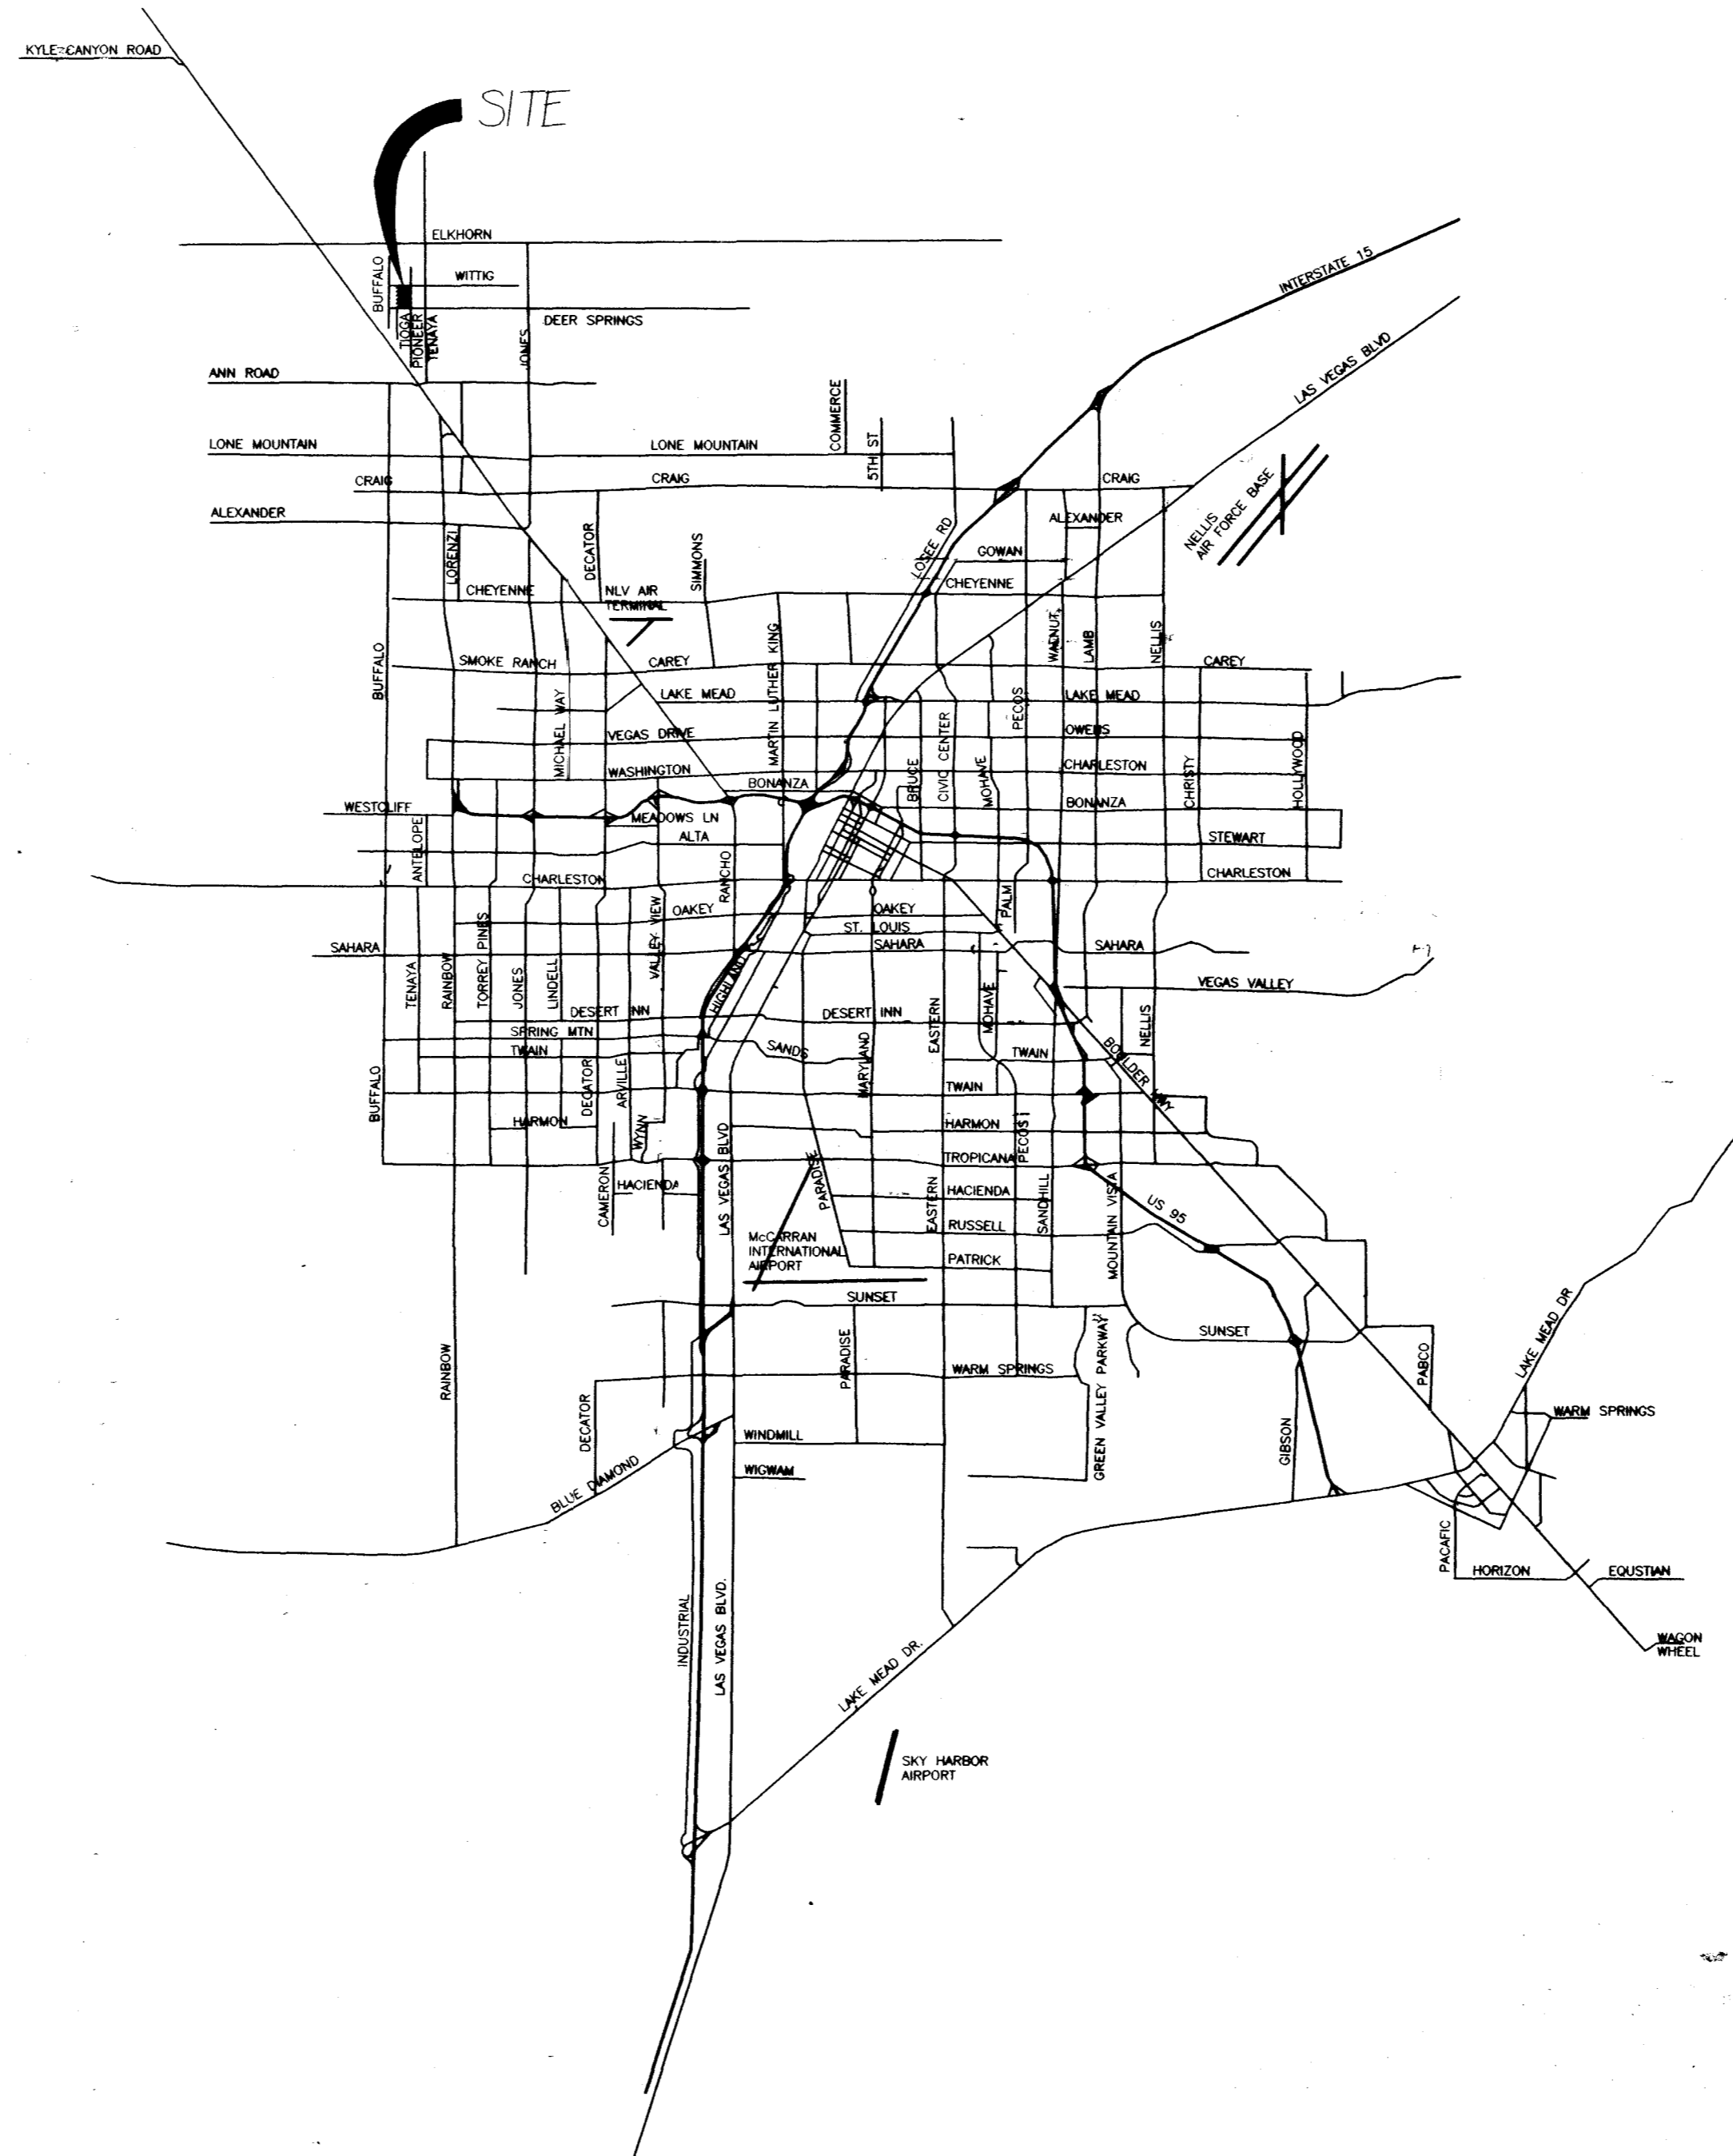 KYLE CANYON ROAD
SITE
ELKHORN
BUFFALO
WITTIG
DEER SPRINGS
TIOGA
PIONEER
TENAYA
JONES
INTERSTATE 15
LAS VEGAS BLVD
ANN ROAD
COMMERCE
5TH ST
LONE MOUNTAIN
LONE MOUNTAIN
CRAIG
CRAIG
CRAIG
NELLIS
AIR FORCE BASE
ALEXANDER
ALEXANDER
LORENZI
DECATOR
SIMMONS
LOSEE RD
GOWAN
CHEYENNE
NLV AIR
TERMINAL
CHEYENNE
BUFFALO
MARTIN LUTHER KING
WALNUT
LAMB
NELLIS
SMOKE RANCH
CAREY
CAREY
LAKE MEAD
LAKE MEAD
MICHAEL WAY
PECOS
VEGAS DRIVE
OWENS
CIVIC CENTER
HOLLYWOOD
WASHINGTON
BONANZA
BRUCE
MOHAVE
CHARLESTON
CHRISTY
WESTCLIFF
BONANZA
MEADOWS LN
ALTA
STEWART
ANTELOPE
RANCHO
CHARLESTON
CHARLESTON
OAKEY
OAKEY
PALM
ST. LOUIS
SAHARA
SAHARA
SAHARA
TENAYA
RAINBOW
TORREY PINES
JONES
LINDELL
VALLEY VIEW
HIGHLAND
VEGAS VALLEY
DESERT INN
DESERT INN
EASTERN
MOHAVE
NELLIS
SPRING MTN
TWAIN
SANDS
TWAIN
BOULDER HWY
BUFFALO
DECATOR
ARVILLE
MARYLAND
TWAIN
HARMON
WYNN
LAS VEGAS BLVD
HARMON
PECOS
TROPICANA
CAMERON
HACIENDA
PARADISE
EASTERN
HACIENDA
SANDHILL
MOUNTAIN VISTA
US 95
RUSSELL
McCARRAN
INTERNATIONAL
AIRPORT
PATRICK
SUNSET
SUNSET
LAKE MEAD DR
RAINBOW
PARADISE
WARM SPRINGS
GREEN VALLEY PARKWAY
PABCO
WARM SPRINGS
DECATOR
WINDMILL
GIBSON
BLUE DIAMOND
WIGWAM
PACAFIC
HORIZON
EQUSTIAN
INDUSTRIAL
LAS VEGAS BLVD.
LAKE MEAD DR.
WAGON
WHEEL
SKY HARBOR
AIRPORT